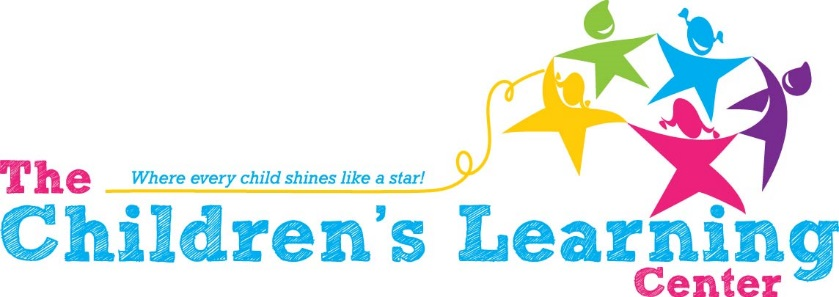 Where every child shines like a star!
The
Children's Learning
Center